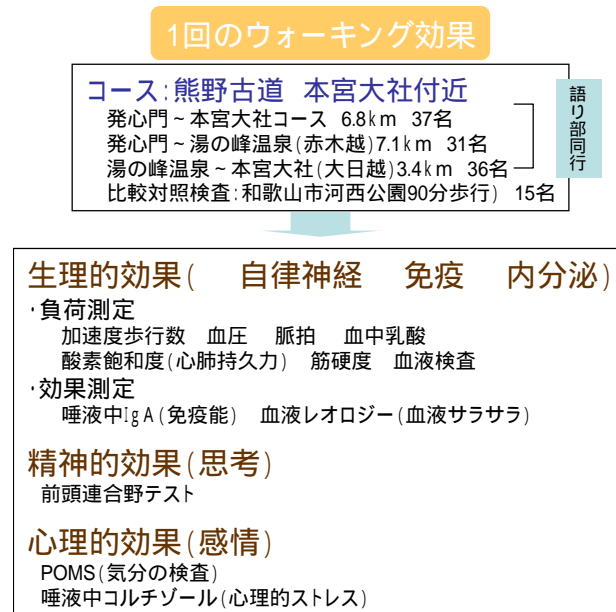 1回のウォーキング効果
コース:熊野古道 本宮大社付近
発心門~本宮大社コース 6.8km 37名
発心門~湯の峰温泉(赤木越)7.1km 31名
湯の峰温泉~本宮大社(大日越)3.4km 36名
比較対照検査:和歌山市河西公園90分歩行) 15名
語り部同行
生理的効果( 自律神経 免疫 内分泌)
・負荷測定
加速度歩行数 血圧 脈拍 血中乳酸
酸素飽和度(心肺持久力) 筋硬度 血液検査
・効果測定
唾液中IgA(免疫能) 血液レオロジー(血液サラサラ)
精神的効果(思考)
前頭連合野テスト
心理的効果(感情)
POMS(気分の検査)
唾液中コルチゾール(心理的ストレス)